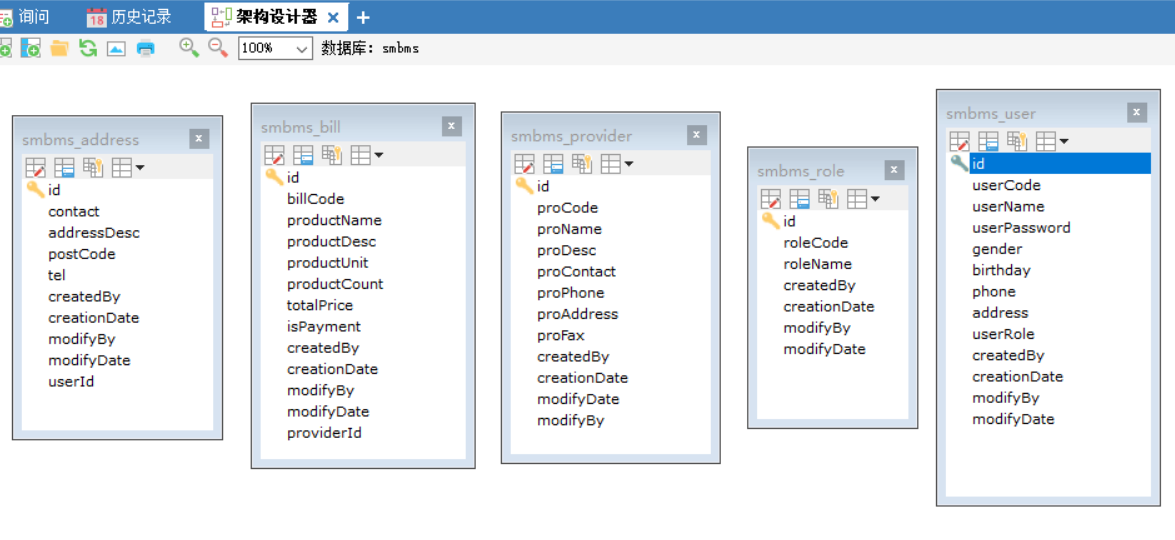 询问 18 历史记录 架构设计器
100% 数据库: smbms
smbms_address
id
contact
addressDesc
postCode
tel
createdBy
creationDate
modifyBy
modifyDate
userId
smbms_bill
id
billCode
productName
productDesc
productUnit
productCount
totalPrice
isPayment
createdBy
creationDate
modifyBy
modifyDate
providerId
smbms_provider
id
proCode
proName
proDesc
proContact
proPhone
proAddress
proFax
createdBy
creationDate
modifyDate
modifyBy
smbms_role
id
roleCode
roleName
createdBy
creationDate
modifyBy
modifyDate
smbms_user
id
userCode
userName
userPassword
gender
birthday
phone
address
userRole
createdBy
creationDate
modifyBy
modifyDate